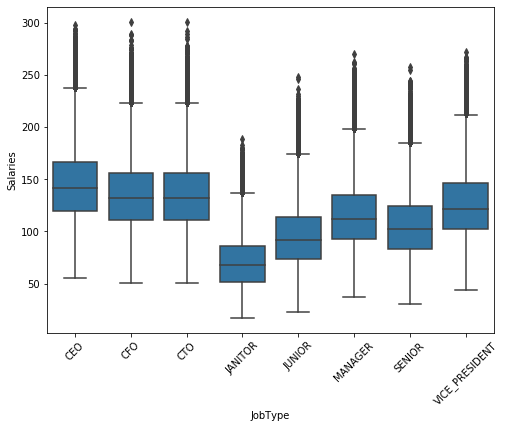 300
250
200
150
100
50
Salaries
CEO
CFO
CTO
JANITOR
JUNIOR
MANAGER
SENIOR
VICE_PRESIDENT
JobType